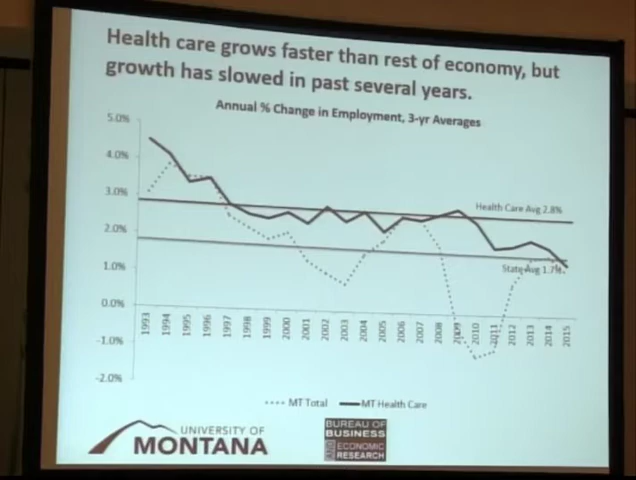 Health care grows faster than rest of economy, but
growth has slowed in past several years.
Annual % Change in Employment, 3-yr Averages
5.0%
4.0%
3.0%
2.0%
1.0%
0.0%
-1.0%
-2.0%
Health Care Avg 2.8%
State Avg 1.7%
1993 1994 1995 1996 1997 1998 1999 2000 2001 2002 2003 2004 2005 2006 2007 2008 2009 2010 2011 2012 2013 2014 2015
MT Total MT Health Care
UNIVERSITY OF
MONTANA
BUREAU OF
BUSINESS
AND ECONOMIC
RESEARCH